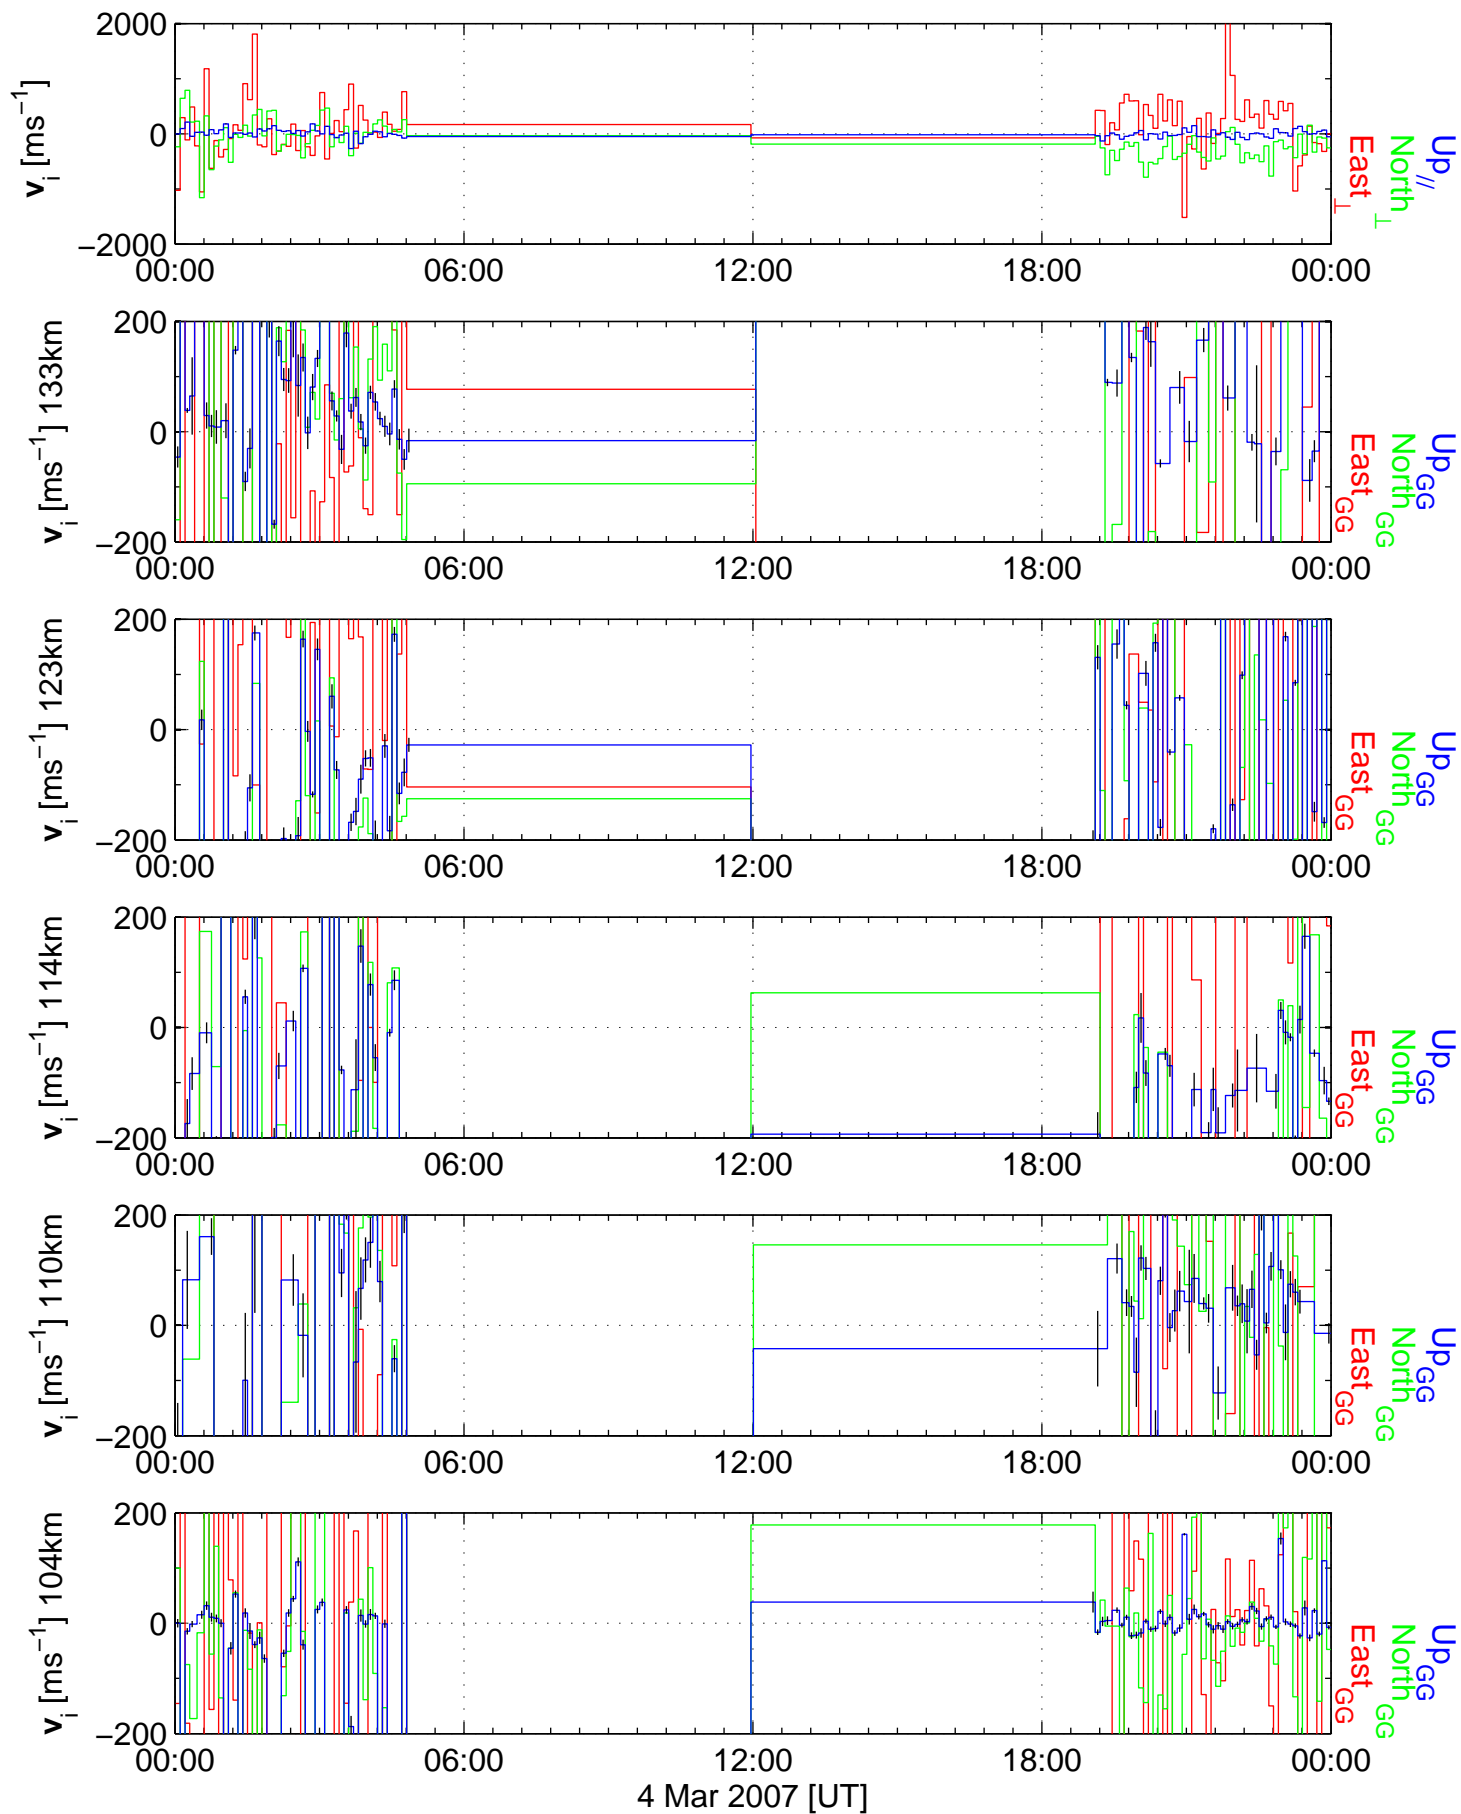 2000
0
−2000
v_i [ms⁻¹]
00:00 06:00 12:00 18:00 00:00
East_⊥
North_⊥
Up_//
200
0
−200
v_i [ms⁻¹] 133km
00:00 06:00 12:00 18:00 00:00
East_GG
North_GG
Up_GG
200
0
−200
v_i [ms⁻¹] 123km
00:00 06:00 12:00 18:00 00:00
East_GG
North_GG
Up_GG
200
0
−200
v_i [ms⁻¹] 114km
00:00 06:00 12:00 18:00 00:00
East_GG
North_GG
Up_GG
200
0
−200
v_i [ms⁻¹] 110km
00:00 06:00 12:00 18:00 00:00
East_GG
North_GG
Up_GG
200
0
−200
v_i [ms⁻¹] 104km
00:00 06:00 12:00 18:00 00:00
East_GG
North_GG
Up_GG
4 Mar 2007 [UT]